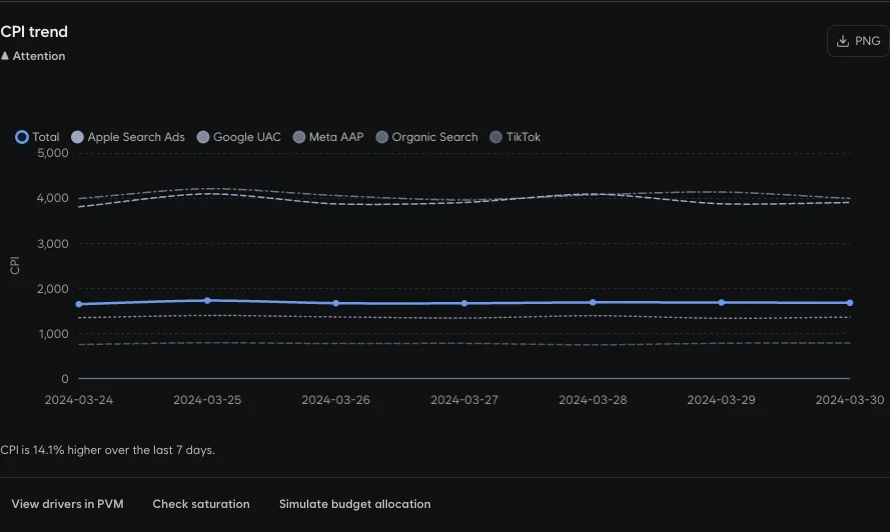 CPI trend
PNG
▲ Attention
Total Apple Search Ads Google UAC Meta AAP Organic Search TikTok
5,000
4,000
3,000
2,000
1,000
0
CPI
2024-03-24 2024-03-25 2024-03-26 2024-03-27 2024-03-28 2024-03-29 2024-03-30
CPI is 14.1% higher over the last 7 days.
View drivers in PVM Check saturation Simulate budget allocation